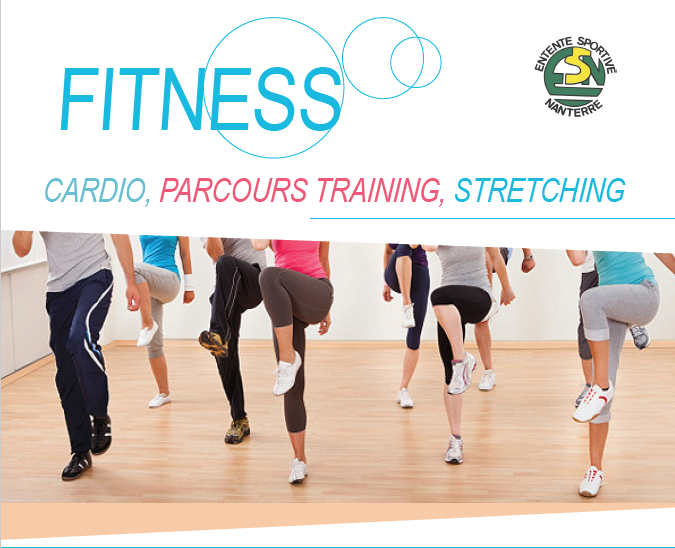 FITNESS
ENTENTE SPORTIVE
ESN
NANTERRE
CARDIO, PARCOURS TRAINING, STRETCHING